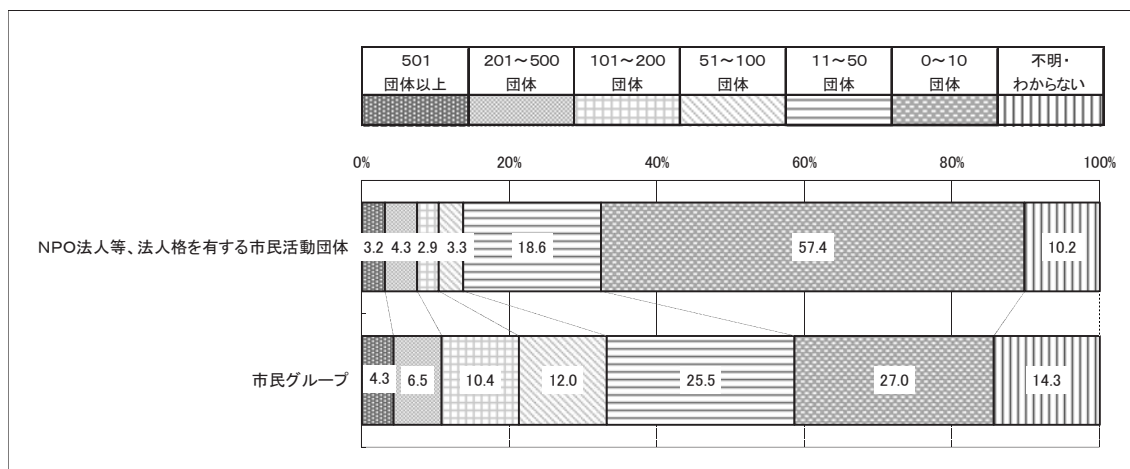 501
団体以上
201～500
団体
101～200
団体
51～100
団体
11～50
団体
0～10
団体
不明・
わからない
0% 20% 40% 60% 80% 100%
NPO法人等、法人格を有する市民活動団体 3.2 4.3 2.9 3.3 18.6 57.4 10.2
市民グループ 4.3 6.5 10.4 12.0 25.5 27.0 14.3